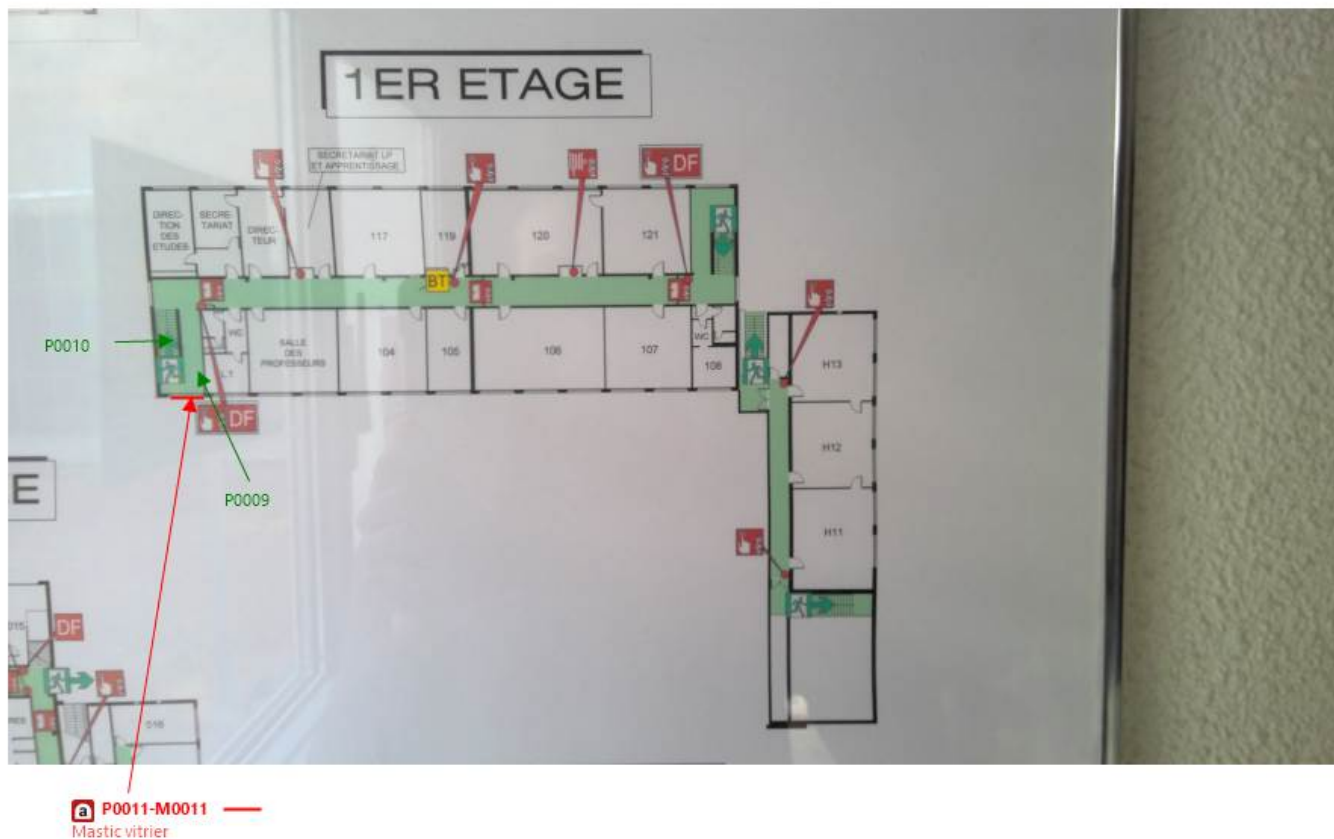 1ER ETAGE
SECRETARIAT LP
ET APPRENTISSAGE
DF
DIREC-
TION
DES
ETUDES
SECRE-
TARIAT
DIREC-
TEUR
117
119
120
121
BT
WC
L.T.
SALLE
DES
PROFESSEURS
104
105
106
107
WC
108
H13
H12
H11
P0010
DF
P0009
E
DF
016
a P0011-M0011
Mastic vitrier